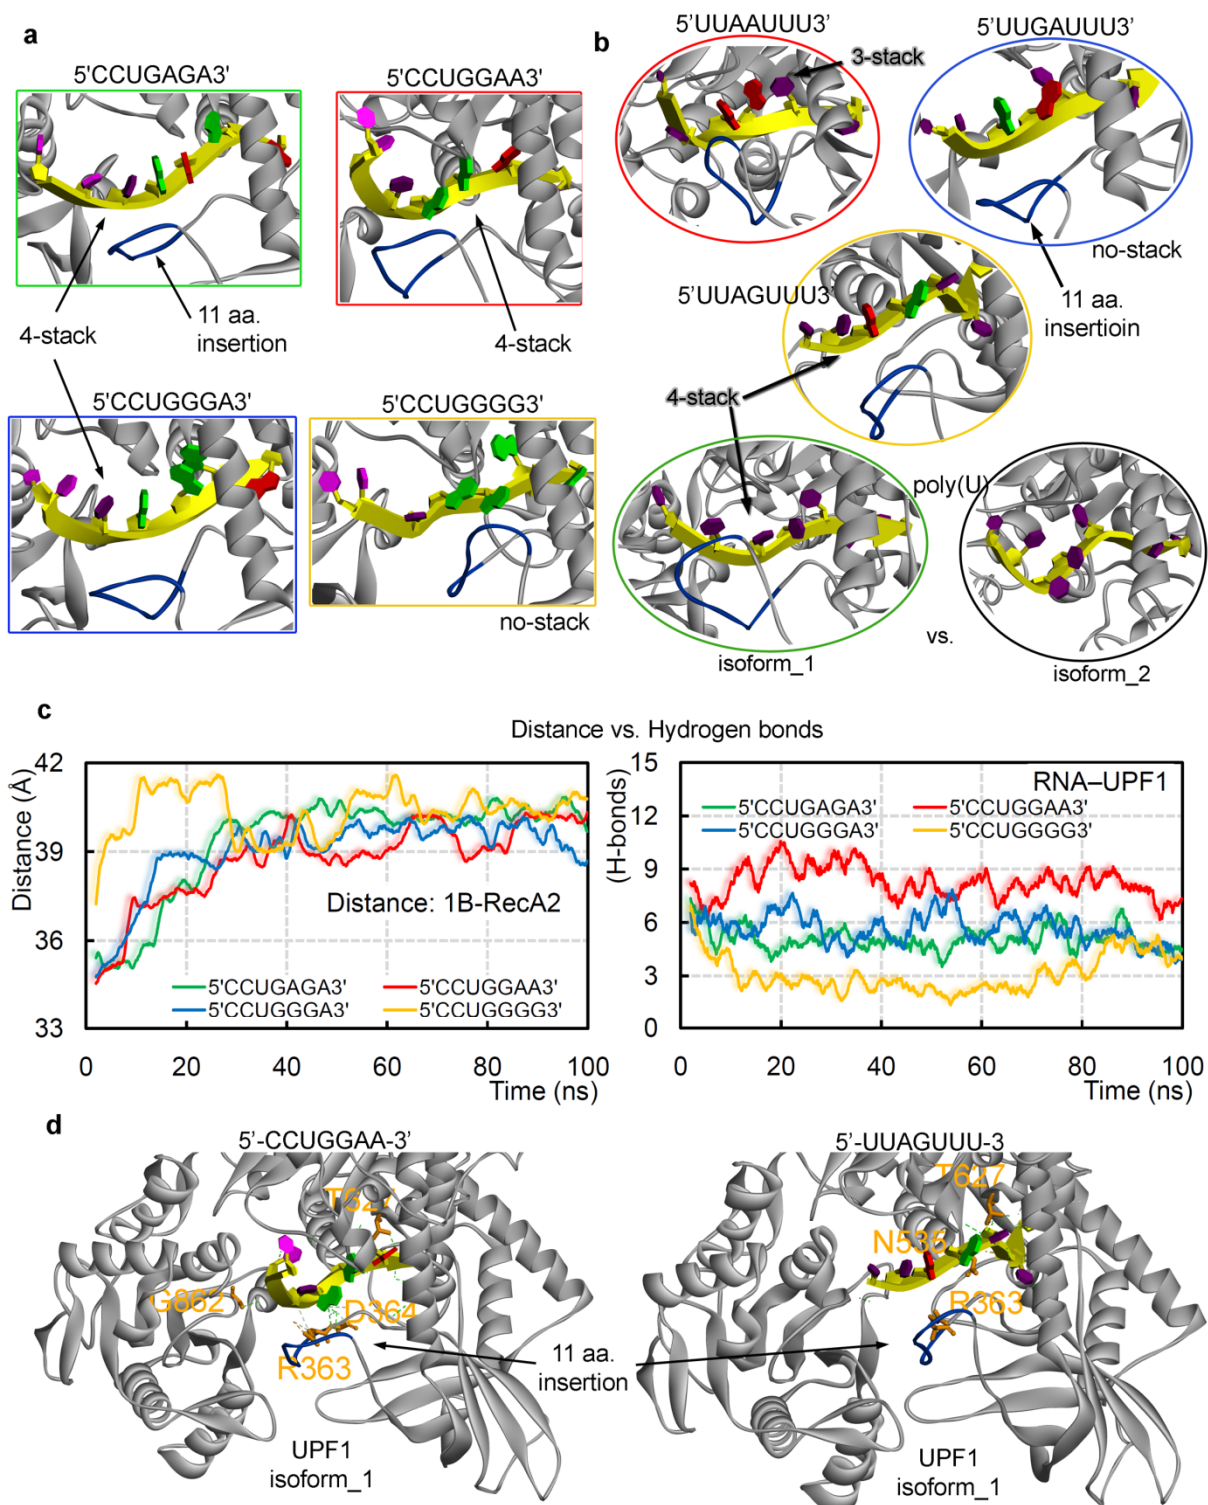 a
5'CCUGAGA3'
5'CCUGGAA3'
4-stack
11 aa.
insertion
4-stack
5'CCUGGGA3'
5'CCUGGGG3'
no-stack
b
5'UUAAUUU3'
5'UUGAUUU3'
3-stack
no-stack
5'UUAGUUU3'
11 aa.
insertioin
4-stack
poly(U)
isoform_1
vs.
isoform_2
c
Distance vs. Hydrogen bonds
Distance (Å)
42
39
36
33
Distance: 1B-RecA2
5'CCUGAGA3'
5'CCUGGAA3'
5'CCUGGGA3'
5'CCUGGGG3'
0
20
40
60
80
100
Time (ns)
(H-bonds)
15
12
9
6
3
0
RNA–UPF1
5'CCUGAGA3'
5'CCUGGAA3'
5'CCUGGGA3'
5'CCUGGGG3'
0
20
40
60
80
100
Time (ns)
d
5'-CCUGGAA-3'
T627
G862
D364
R363
11 aa.
insertion
UPF1
isoform_1
5'-UUAGUUU-3
T627
N535
R363
UPF1
isoform_1